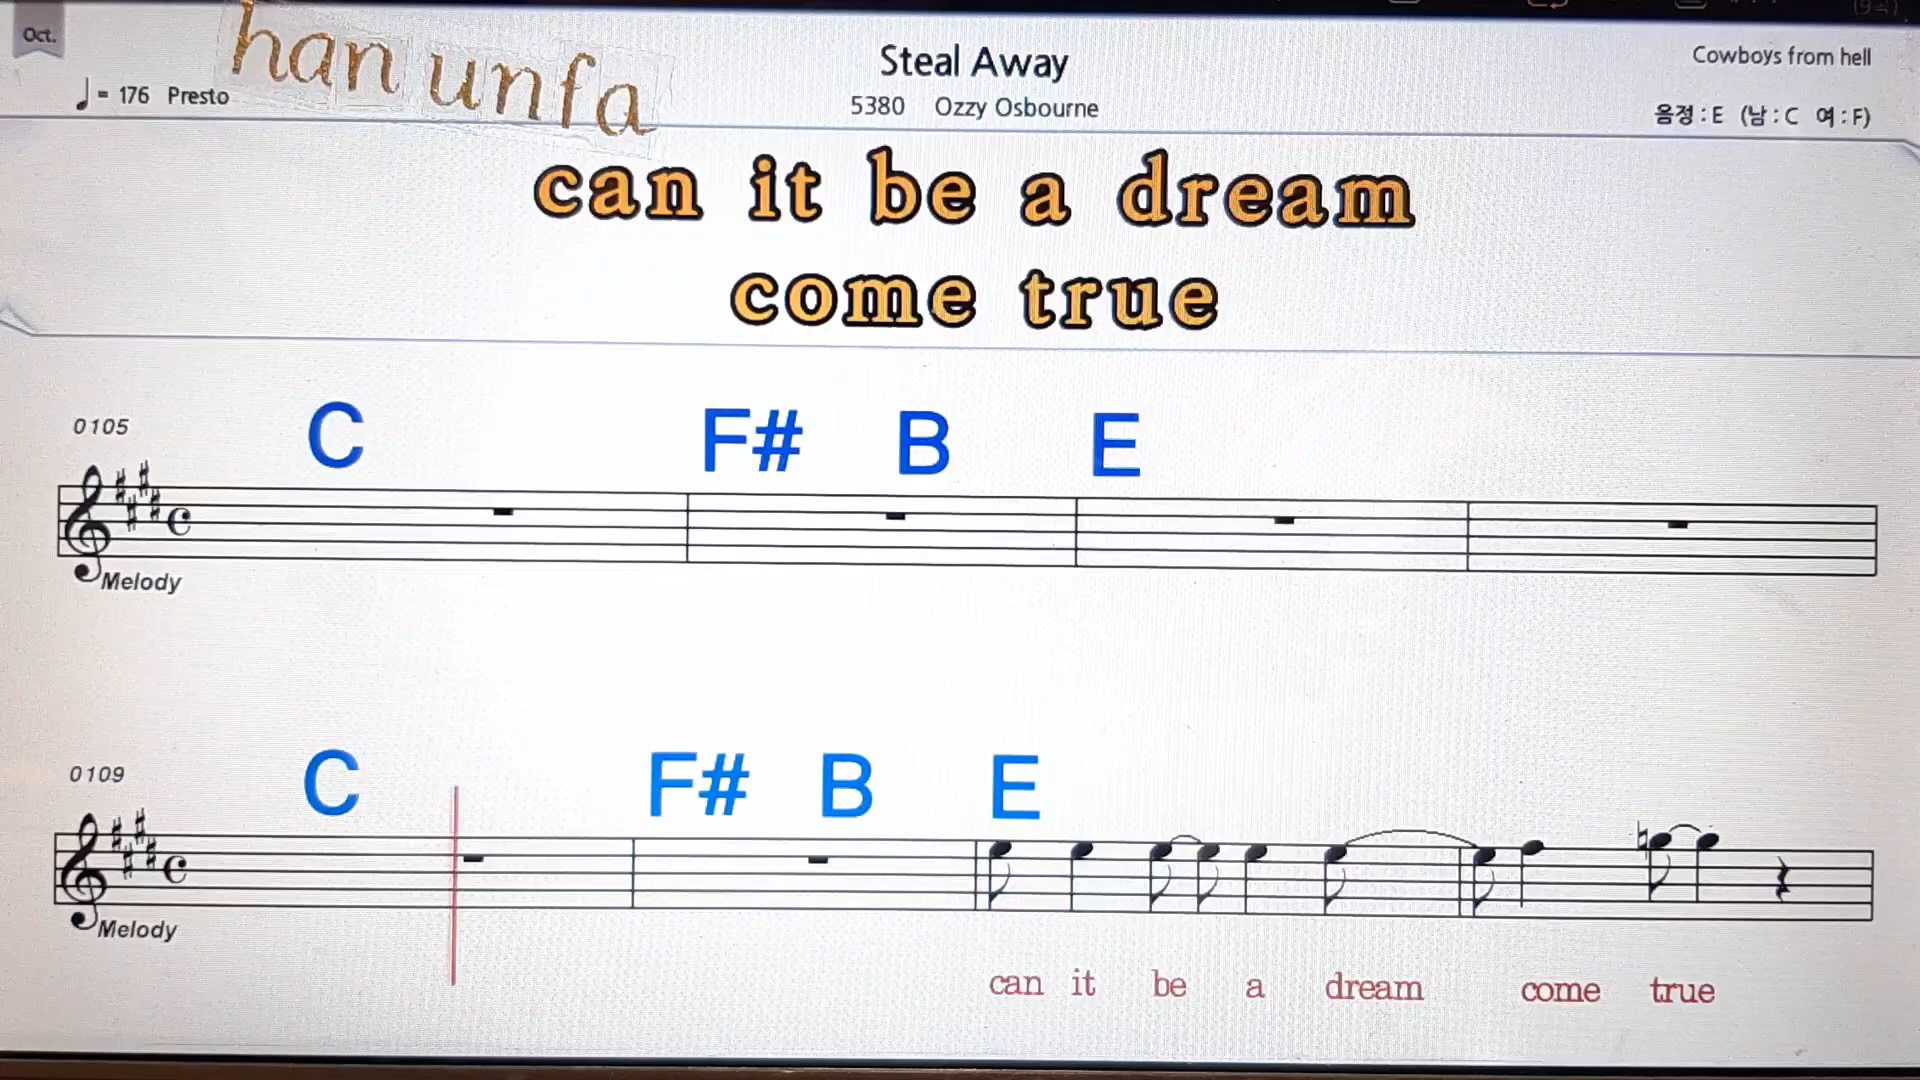 Oct.
han unfa
Steal Away
Cowboys from hell
= 176 Presto
5380 Ozzy Osbourne
음정 : E (남 : C 여 : F)
can it be a dream
come true
0105
C F# B E
Melody
0109
C F# B E
Melody
can it be a dream come true